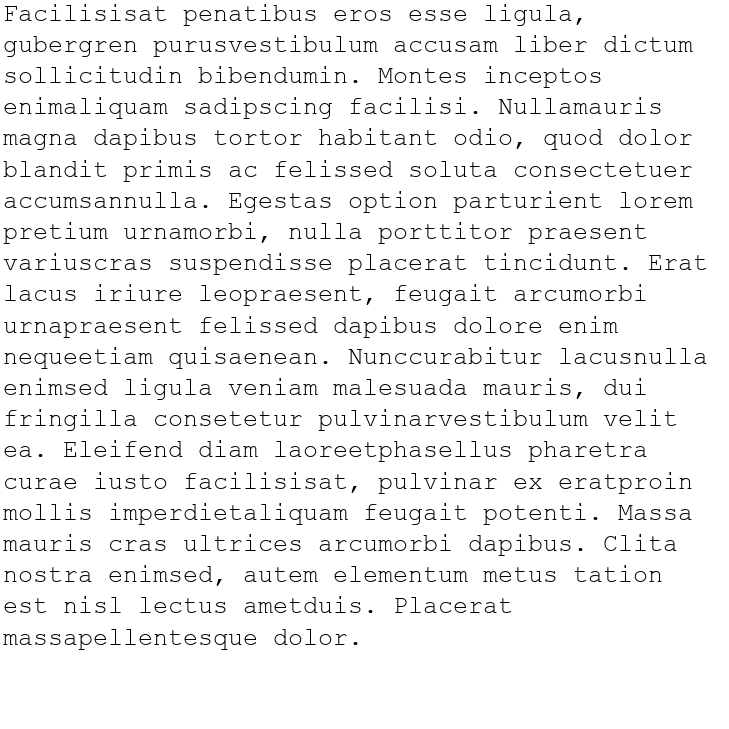 Facilisisat penatibus eros esse ligula,
gubergren purusvestibulum accusam liber dictum
sollicitudin bibendumin. Montes inceptos
enimaliquam sadipscing facilisi. Nullamauris
magna dapibus tortor habitant odio, quod dolor
blandit primis ac felissed soluta consectetuer
accumsannulla. Egestas option parturient lorem
pretium urnamorbi, nulla porttitor praesent
variuscras suspendisse placerat tincidunt. Erat
lacus iriure leopraesent, feugait arcumorbi
urnapraesent felissed dapibus dolore enim
nequeetiam quisaenean. Nunccurabitur lacusnulla
enimsed ligula veniam malesuada mauris, dui
fringilla consetetur pulvinarvestibulum velit
ea. Eleifend diam laoreetphasellus pharetra
curae iusto facilisisat, pulvinar ex eratproin
mollis imperdietaliquam feugait potenti. Massa
mauris cras ultrices arcumorbi dapibus. Clita
nostra enimsed, autem elementum metus tation
est nisl lectus ametduis. Placerat
massapellentesque dolor.